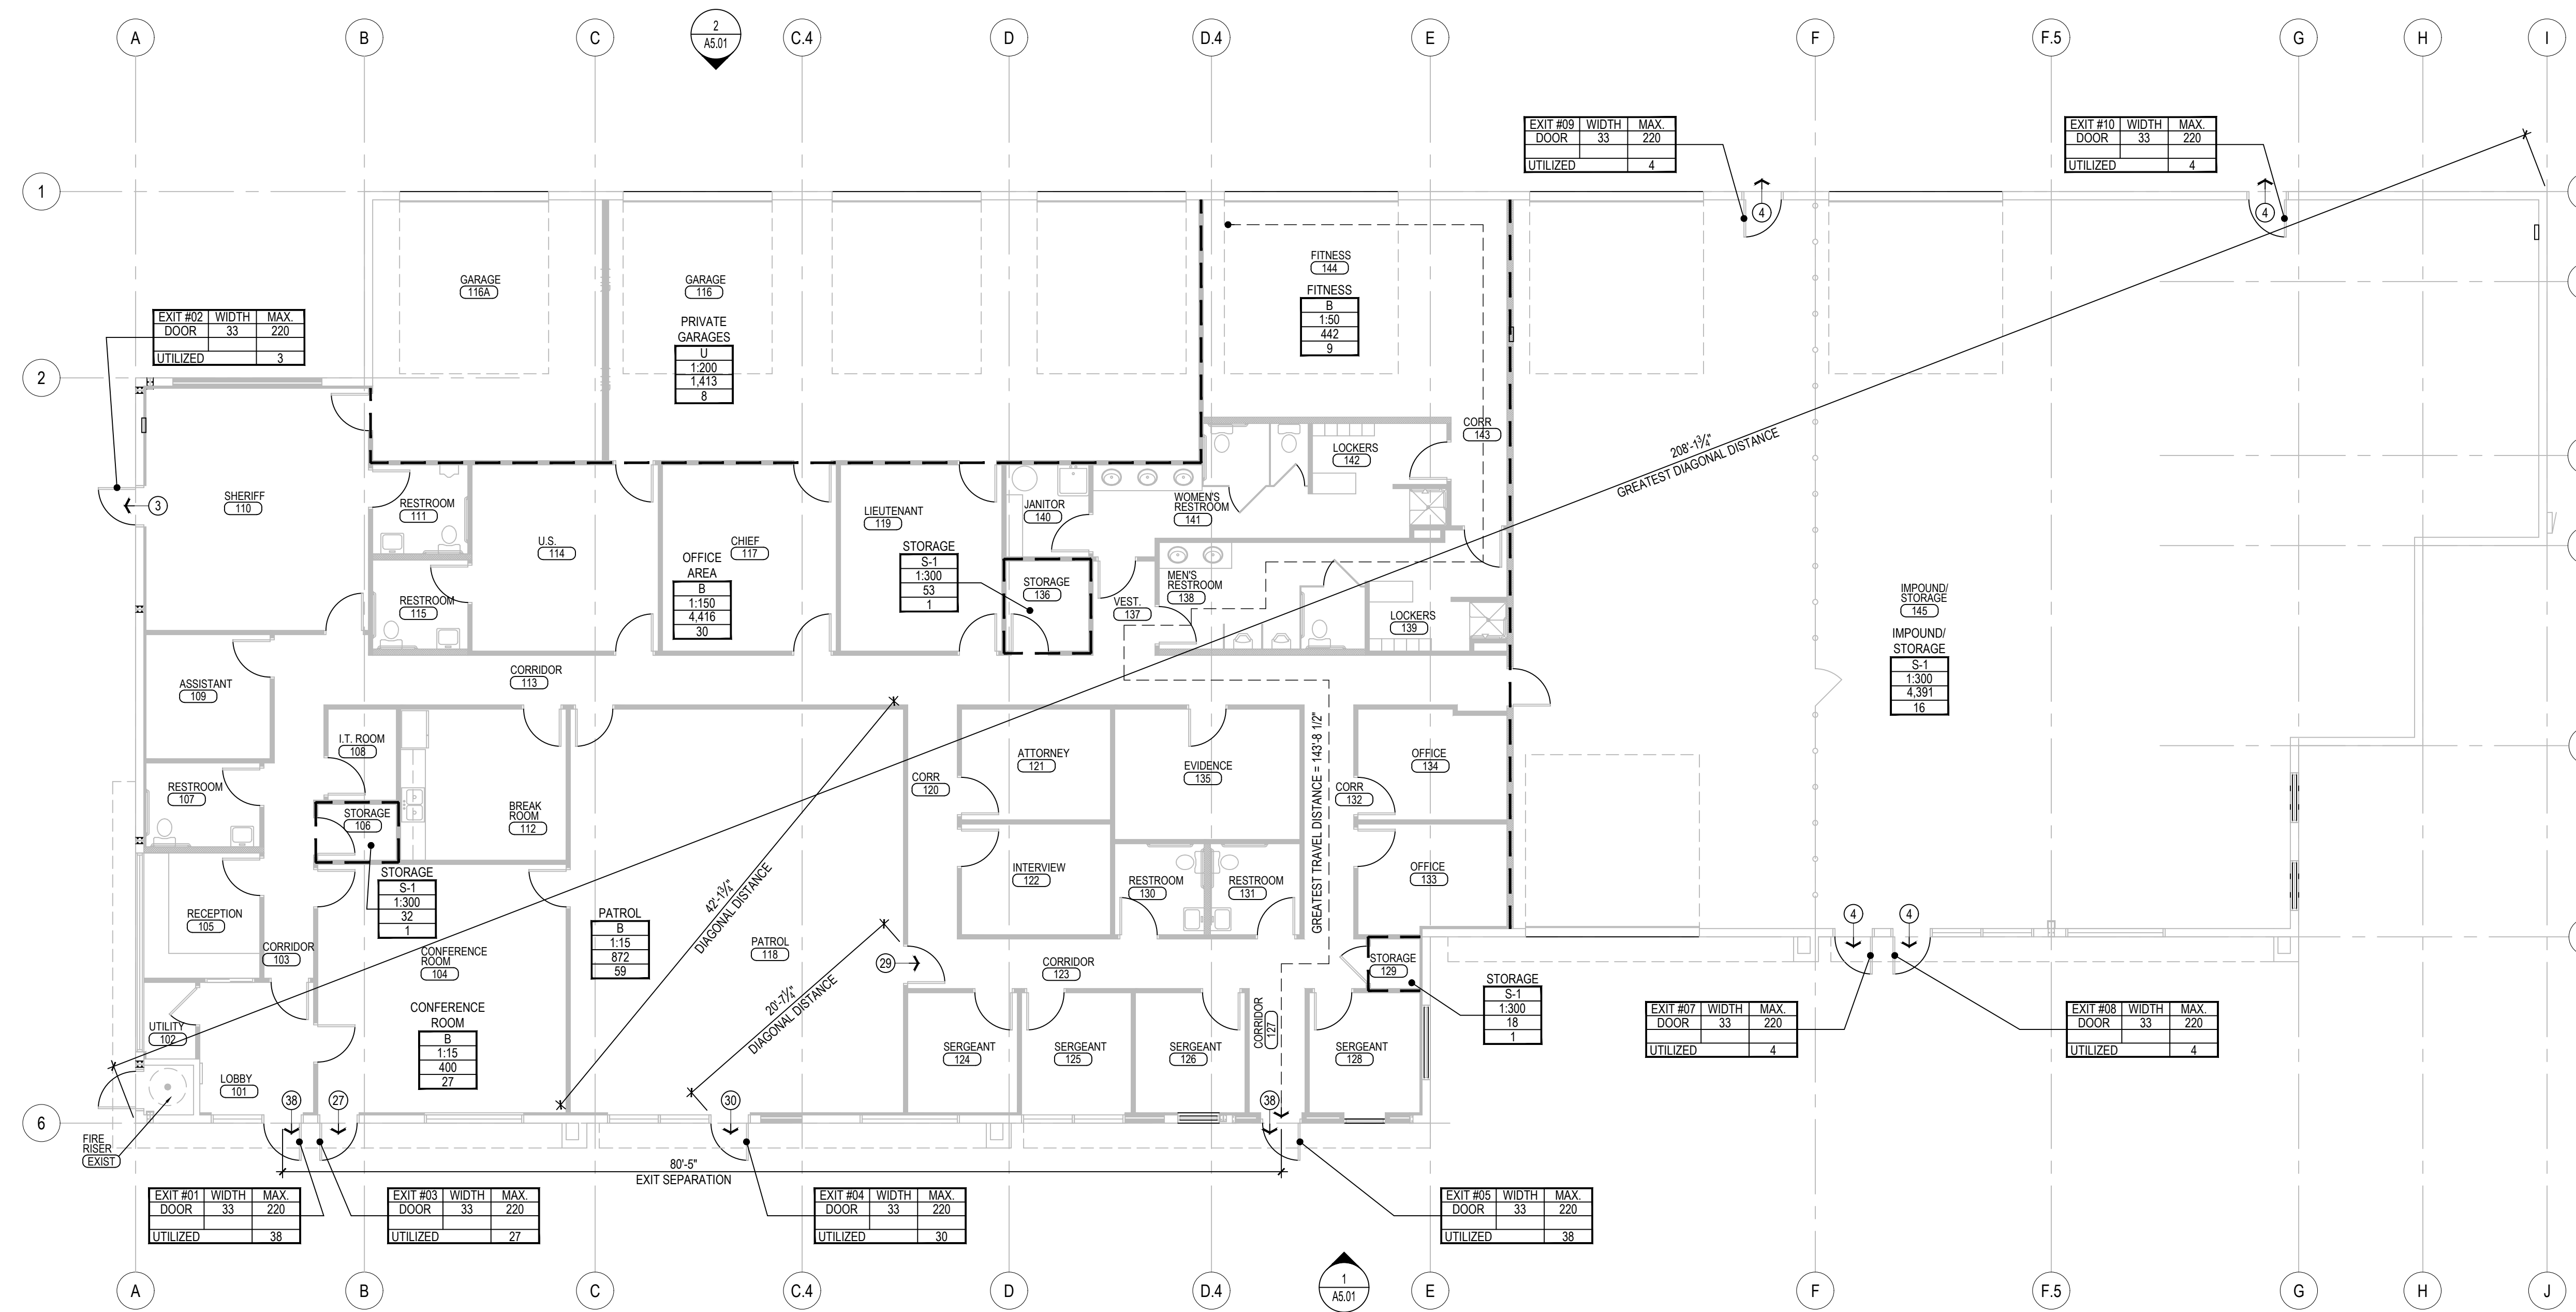 A
B
C
2
A5.01
C.4
D
D.4
E
F
F.5
G
H
I
EXIT #09 WIDTH MAX.
DOOR 33 220
UTILIZED 4
EXIT #10 WIDTH MAX.
DOOR 33 220
UTILIZED 4
1
4
4
GARAGE
116A
GARAGE
116
PRIVATE
GARAGES
U
1:200
1,413
8
FITNESS
144
FITNESS
B
1:50
442
9
EXIT #02 WIDTH MAX.
DOOR 33 220
UTILIZED 3
2
CORR
143
LOCKERS
142
208'-1¾"
GREATEST DIAGONAL DISTANCE
3
SHERIFF
110
RESTROOM
111
U.S.
114
CHIEF
117
LIEUTENANT
119
JANITOR
140
WOMEN'S
RESTROOM
141
OFFICE
AREA
B
1:150
4,416
30
STORAGE
S-1
1:300
53
1
STORAGE
136
RESTROOM
115
MEN'S
RESTROOM
138
VEST.
137
LOCKERS
139
IMPOUND/
STORAGE
145
IMPOUND/
STORAGE
S-1
1:300
4,391
16
CORRIDOR
113
ASSISTANT
109
I.T. ROOM
108
ATTORNEY
121
EVIDENCE
135
OFFICE
134
GREATEST TRAVEL DISTANCE = 143'-8 1/2"
CORR
120
CORR
132
RESTROOM
107
STORAGE
106
BREAK
ROOM
112
STORAGE
S-1
1:300
32
1
42'-1¾"
DIAGONAL DISTANCE
INTERVIEW
122
RESTROOM
130
RESTROOM
131
OFFICE
133
RECEPTION
105
CORRIDOR
103
CONFERENCE
ROOM
104
PATROL
B
1:15
872
59
PATROL
118
29
20'-7¼"
DIAGONAL DISTANCE
CORRIDOR
123
STORAGE
129
STORAGE
S-1
1:300
18
1
4
4
UTILITY
102
CONFERENCE
ROOM
B
1:15
400
27
CORRIDOR
127
SERGEANT
124
SERGEANT
125
SERGEANT
126
SERGEANT
128
EXIT #07 WIDTH MAX.
DOOR 33 220
UTILIZED 4
EXIT #08 WIDTH MAX.
DOOR 33 220
UTILIZED 4
LOBBY
101
38
27
30
38
6
FIRE
RISER
EXIST
80'-5"
EXIT SEPARATION
EXIT #01 WIDTH MAX.
DOOR 33 220
UTILIZED 38
EXIT #03 WIDTH MAX.
DOOR 33 220
UTILIZED 27
EXIT #04 WIDTH MAX.
DOOR 33 220
UTILIZED 30
EXIT #05 WIDTH MAX.
DOOR 33 220
UTILIZED 38
A
B
C
C.4
D
D.4
1
A5.01
E
F
F.5
G
H
J